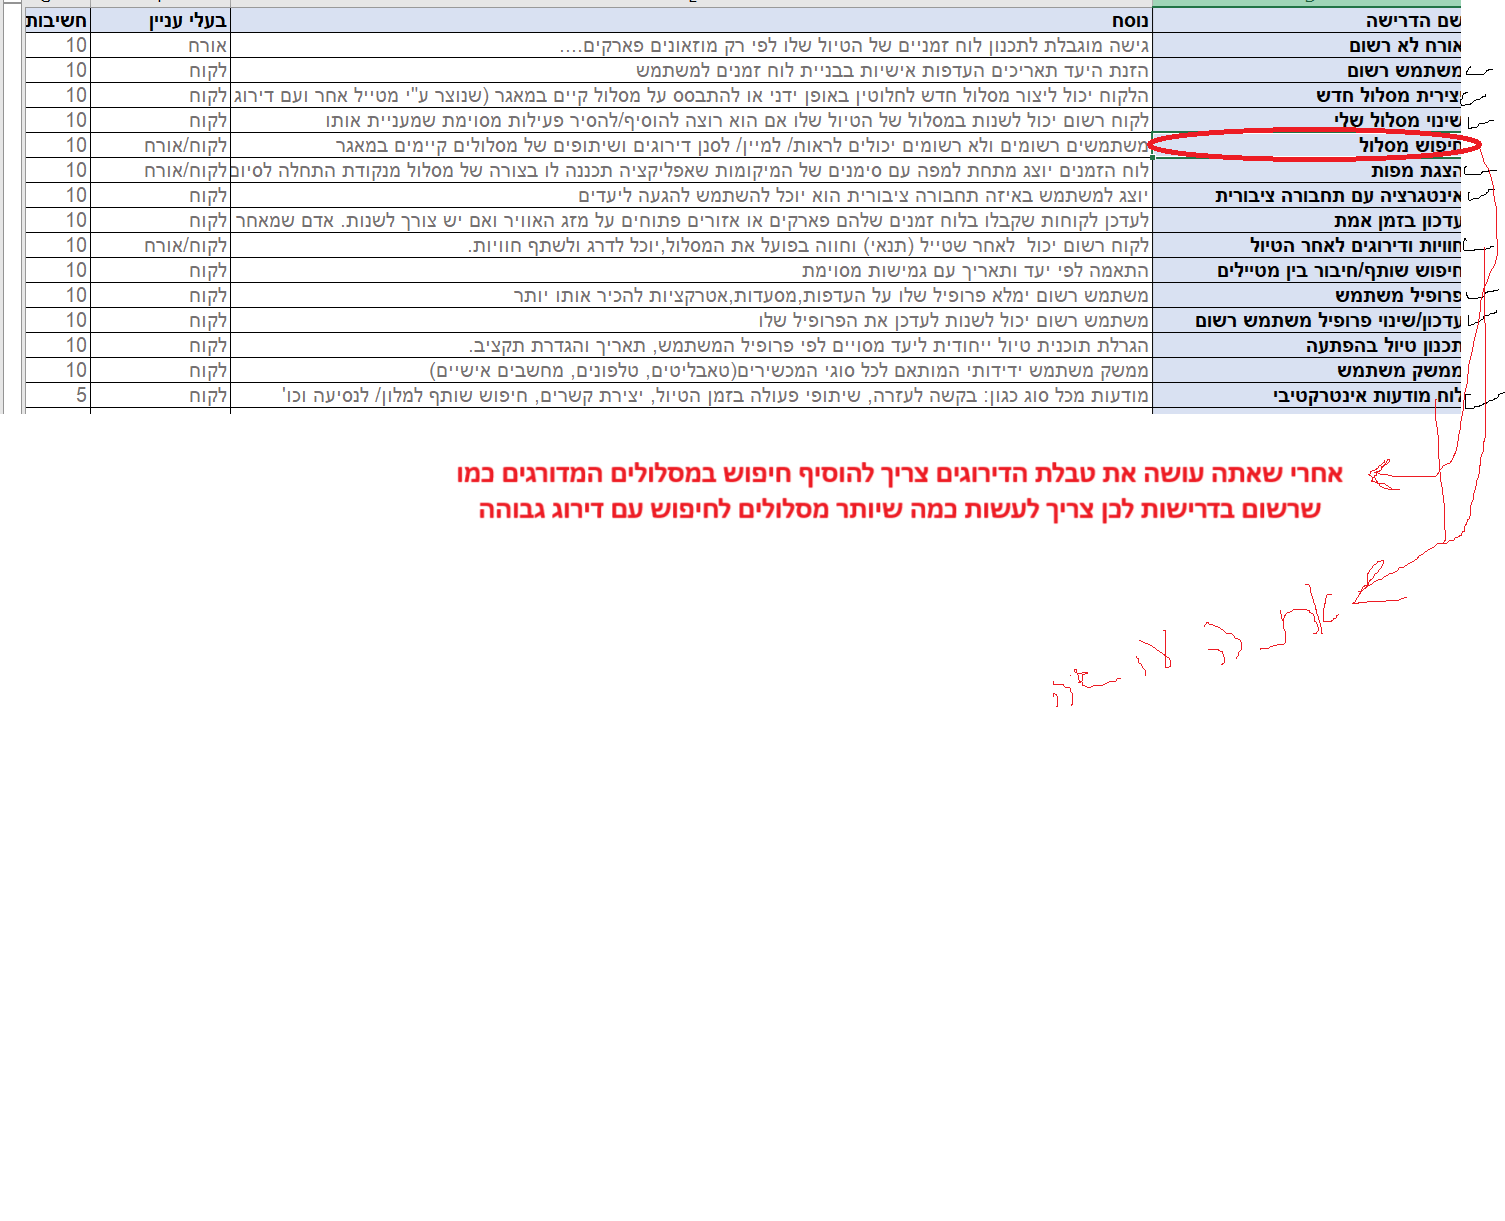 שם הדרישה נוסח בעלי עניין חשיבות
אורח לא רשום גישה מוגבלת לתכנון לוח זמניים של הטיול שלו לפי רק מוזאונים פארקים.... אורח 10
משתמש רשום הזנת היעד תאריכים העדפות אישיות בבניית לוח זמנים למשתמש לקוח 10
יצירית מסלול חדש הלקוח יכול ליצור מסלול חדש לחלוטין באופן ידני או להתבסס על מסלול קיים במאגר (שנוצר ע"י מטייל אחר ועם דירוג לקוח 10
שינוי מסלול שלי לקוח רשום יכול לשנות במסלול של הטיול שלו אם הוא רוצה להוסיף/להסיר פעילות מסוימת שמעניית אותו לקוח 10
חיפוש מסלול משתמשים רשומים ולא רשומים יכולים לראות/ למיין/ לסנן דירוגים ושיתופים של מסלולים קיימים במאגר לקוח/אורח 10
הצגת מפות לוח הזמנים יוצג מתחת למפה עם סימנים של המיקומות שאפליקציה תכננה לו בצורה של מסלול מנקודת התחלה לסיום לקוח/אורח 10
אינטגרציה עם תחבורה ציבורית יוצג למשתמש באיזה תחבורה ציבורית הוא יוכל להשתמש להגעה ליעדים לקוח 10
עדכון בזמן אמת לעדכן לקוחות שקבלו בלוח זמנים שלהם פארקים או אזורים פתוחים על מזג האוויר ואם יש צורך לשנות. אדם שמאחר לקוח 10
חוויות ודירוגים לאחר הטיול לקוח רשום יכול לאחר שטייל (תנאי) וחווה בפועל את המסלול,יוכל לדרג ולשתף חוויות. לקוח/אורח 10
חיפוש שותף/חיבור בין מטיילים התאמה לפי יעד ותאריך עם גמישות מסוימת לקוח 10
פרופיל משתמש משתמש רשום ימלא פרופיל שלו על העדפות,מסעדות,אטרקציות להכיר אותו יותר לקוח 10
עדכון/שינוי פרופיל משתמש רשום משתמש רשום יכול לשנות לעדכן את הפרופיל שלו לקוח 10
תכנון טיול בהפתעה הגרלת תוכנית טיול ייחודית ליעד מסויים לפי פרופיל המשתמש, תאריך והגדרת תקציב. לקוח 10
ממשק משתמש ממשק משתמש ידידותי המותאם לכל סוגי המכשירים(טאבליטים, טלפונים, מחשבים אישיים) לקוח 10
לוח מודעות אינטרקטיבי מודעות מכל סוג כגון: בקשה לעזרה, שיתופי פעולה בזמן הטיול, יצירת קשרים, חיפוש שותף למלון/ לנסיעה וכו' לקוח 5
אחרי שאתה עושה את טבלת הדירוגים צריך להוסיף חיפוש במסלולים המדורגים כמו
שרשום בדרישות לכן צריך לעשות כמה שיותר מסלולים לחיפוש עם דירוג גבוהה
אתה עושה